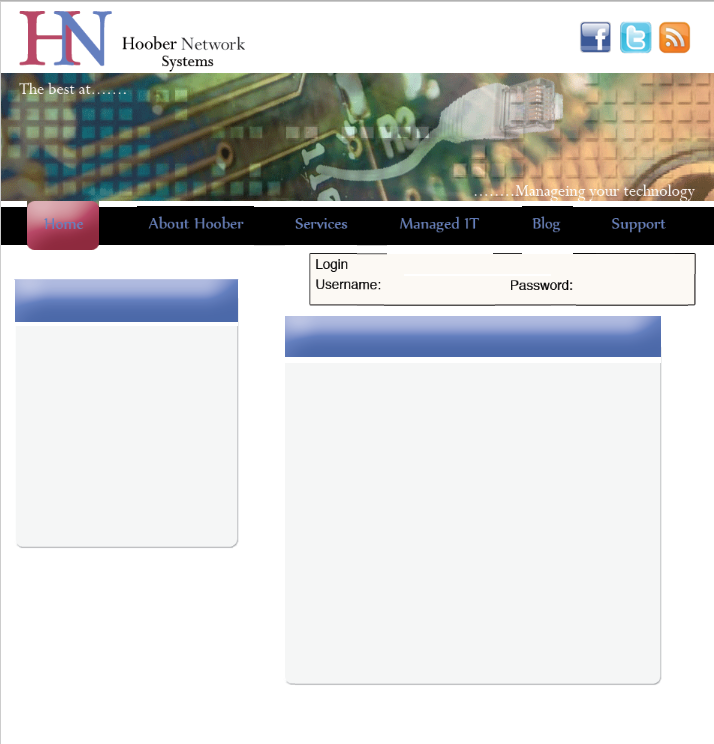 HN
Hoober Network
Systems
The best at.......
........Manageing your technology
Home About Hoober Services Managed IT Blog Support
Login
Username: Password: